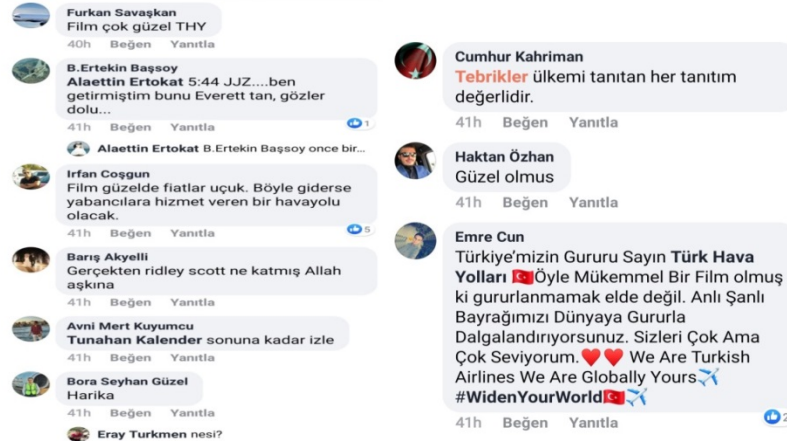 Furkan Savaşkan
Film çok güzel THY
40h Beğen Yanıtla
B.Ertekin Başsoy
Alaettin Ertokat 5:44 JJZ....ben
getirmiştim bunu Everett tan, gözler
dolu...
41h Beğen Yanıtla
1
Alaettin Ertokat B.Ertekin Başsoy once bir...
Irfan Coşgun
Film güzelde fiatlar uçuk. Böyle giderse
yabancılara hizmet veren bir havayolu
olacak.
41h Beğen Yanıtla
5
Barış Akyelli
Gerçekten ridley scott ne katmış Allah
aşkına
41h Beğen Yanıtla
Avni Mert Kuyumcu
Tunahan Kalender sonuna kadar izle
41h Beğen Yanıtla
Bora Seyhan Güzel
Harika
41h Beğen Yanıtla
Eray Turkmen nesi?
Cumhur Kahriman
Tebrikler ülkemi tanıtan her tanıtım
değerlidir.
41h Beğen Yanıtla
Haktan Özhan
Güzel olmus
41h Beğen Yanıtla
Emre Cun
Türkiye’mizin Gururu Sayın Türk Hava
Yolları 🇹🇷Öyle Mükemmel Bir Film olmuş
ki gururlanmamak elde değil. Anlı Şanlı
Bayrağımızı Dünyaya Gururla
Dalgalandırıyorsunuz. Sizleri Çok Ama
Çok Seviyorum.❤️❤️ We Are Turkish
Airlines We Are Globally Yours✈️
#WidenYourWorld🇹🇷✈️
41h Beğen Yanıtla
2